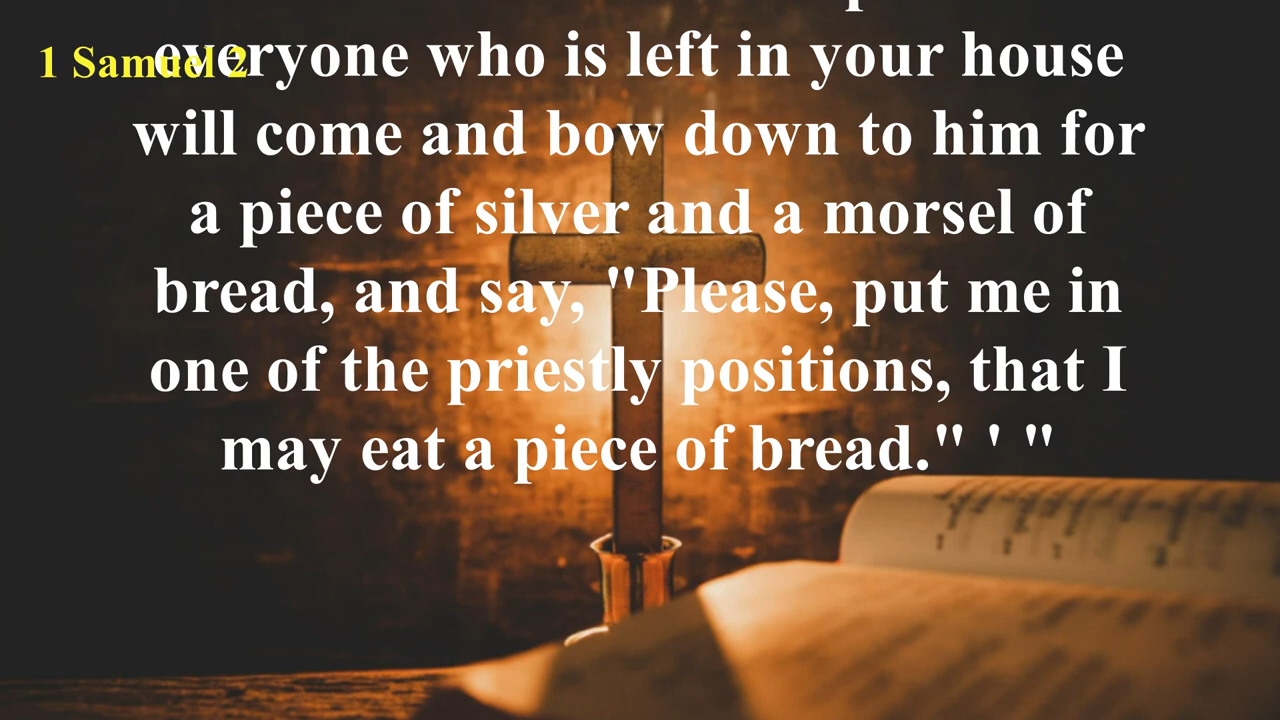 1 Samuel 2
everyone who is left in your house
will come and bow down to him for
a piece of silver and a morsel of
bread, and say, "Please, put me in
one of the priestly positions, that I
may eat a piece of bread." ' "